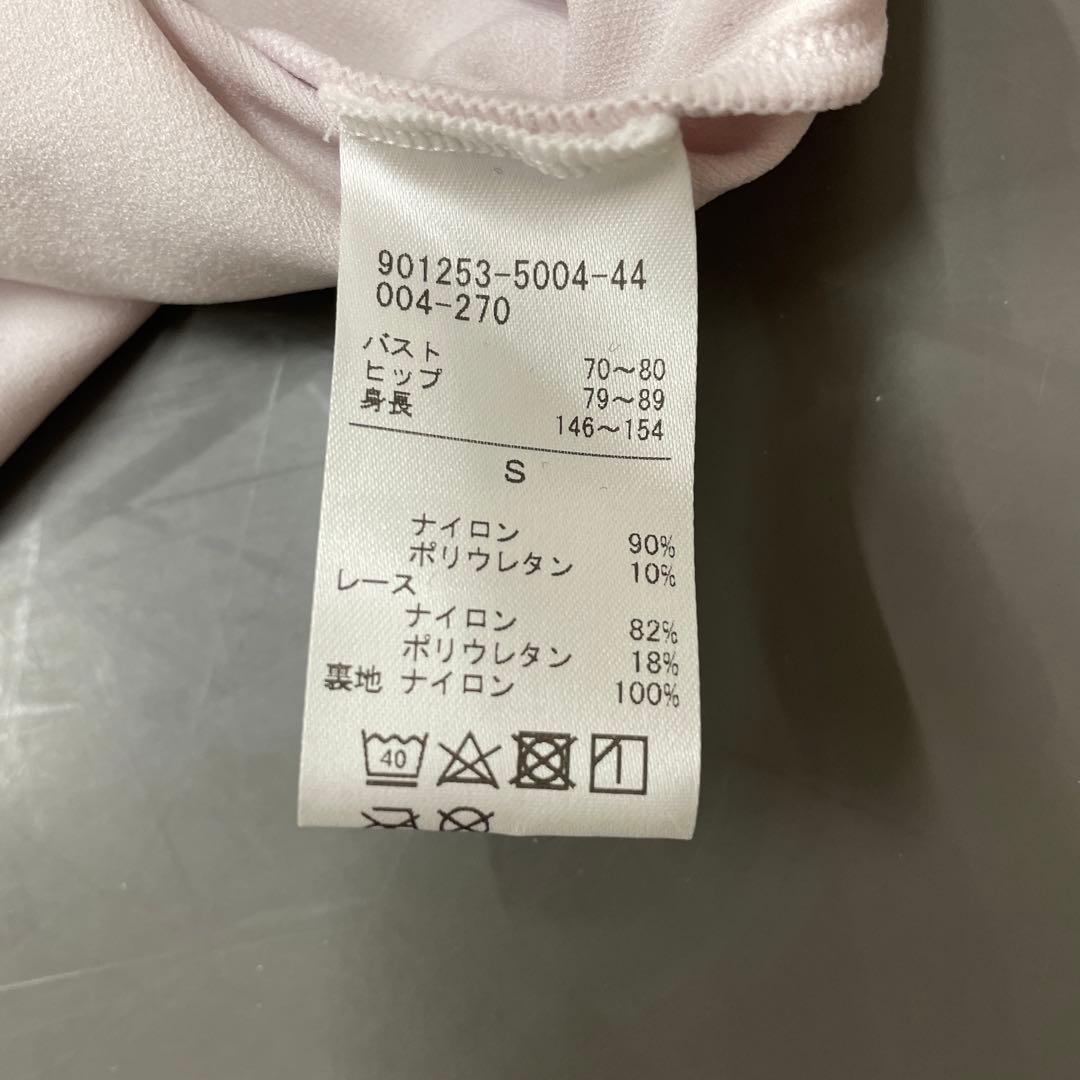 901253-5004-44
004-270
バスト 70~80
ヒップ 79~89
身長 146~154
S
ナイロン 90%
ポリウレタン 10%
レース
ナイロン 82%
ポリウレタン 18%
裏地 ナイロン 100%
40